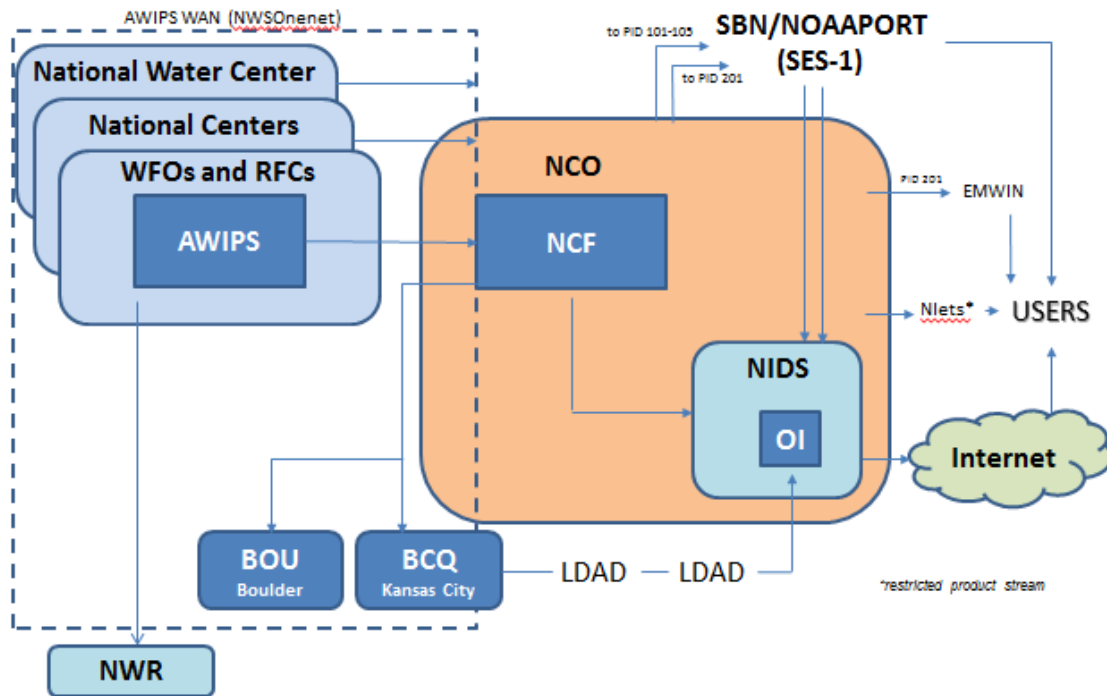 AWIPS WAN (NWSOnenet)
National Water Center
National Centers
WFOs and RFCs
AWIPS
to PID 101-105
to PID 201
SBN/NOAAPORT
(SES-1)
NCO
NCF
PID 201
EMWIN
Nlets*
USERS
NIDS
OI
Internet
BOU
Boulder
BCQ
Kansas City
LDAD
LDAD
*restricted product stream
NWR